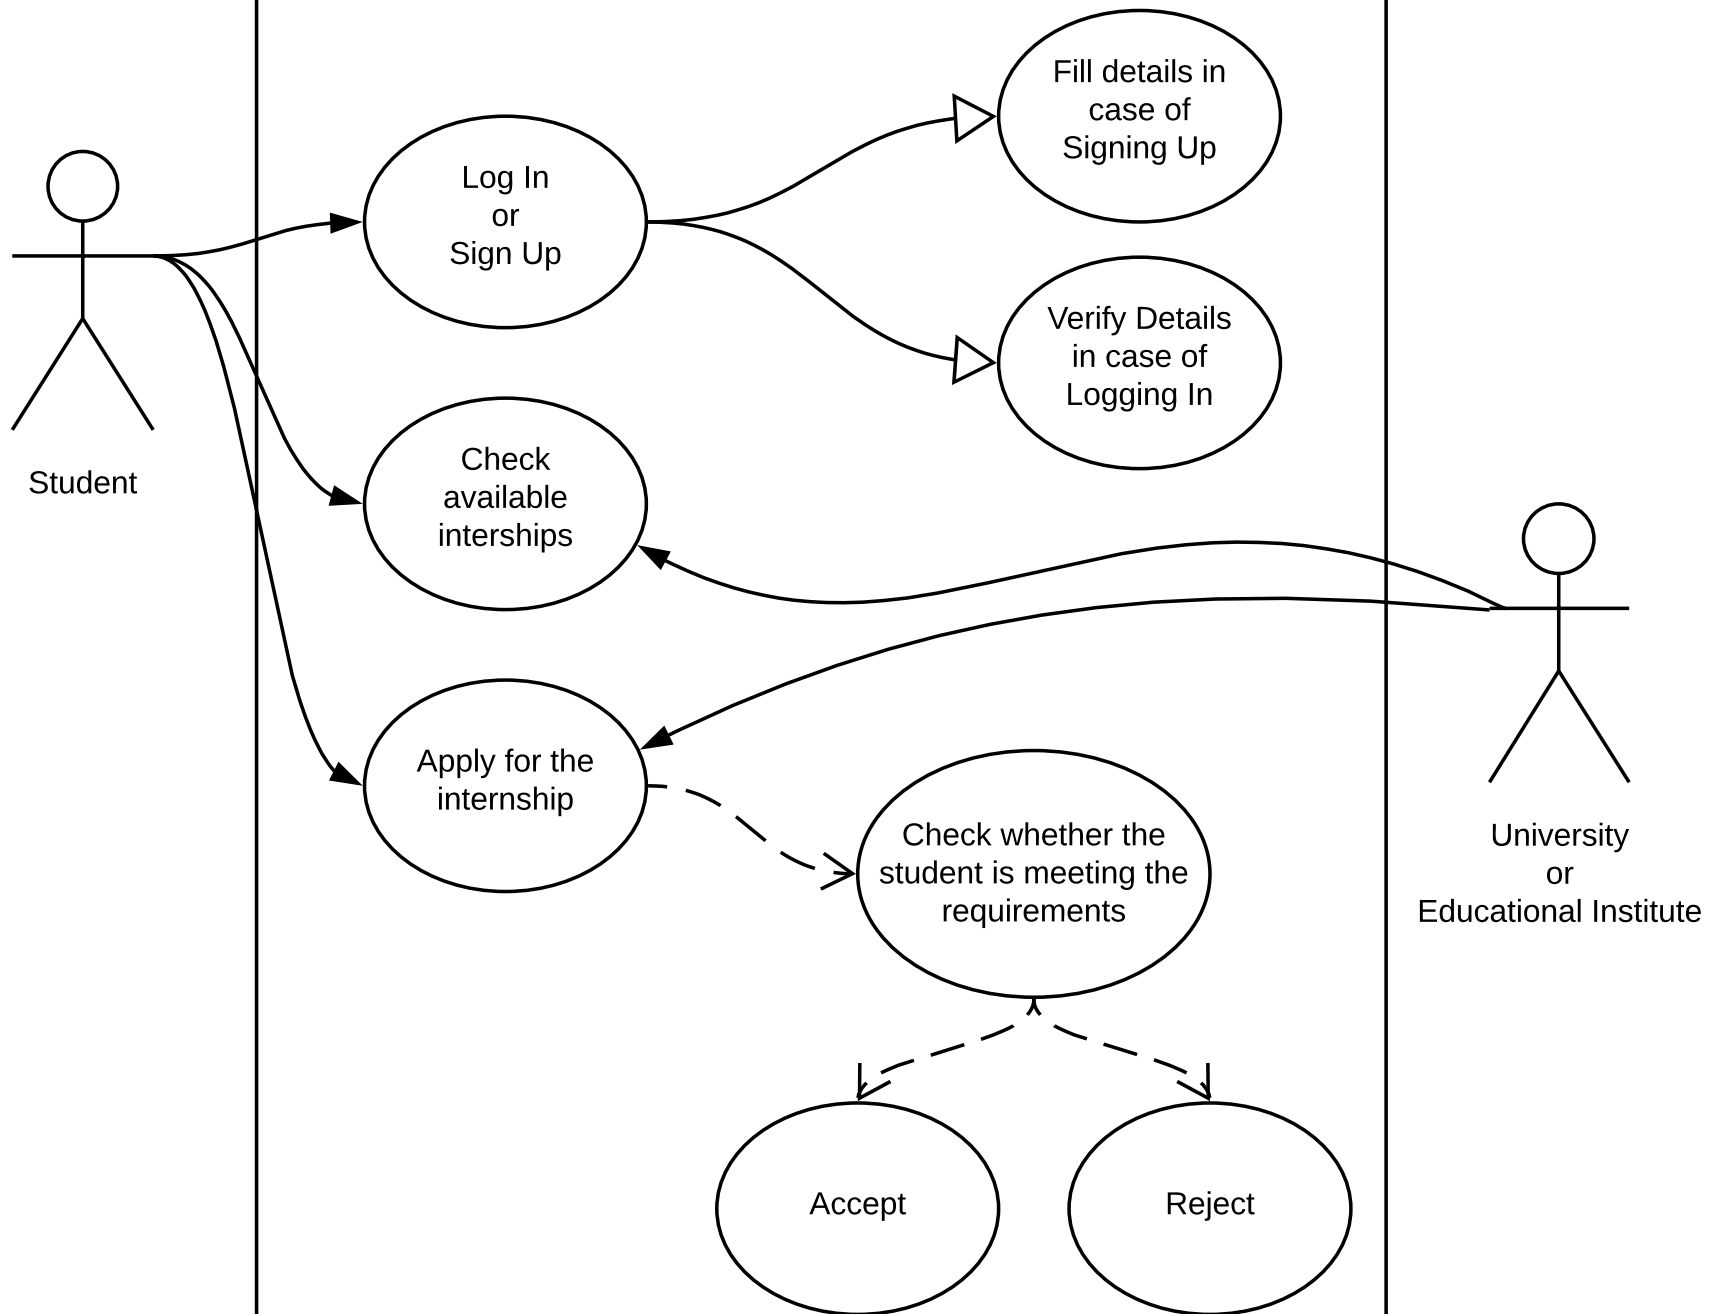 Fill details in
case of
Signing Up
Log In
or
Sign Up
Verify Details
in case of
Logging In
Student
Check
available
interships
Apply for the
internship
Check whether the
student is meeting the
requirements
University
or
Educational Institute
Accept
Reject